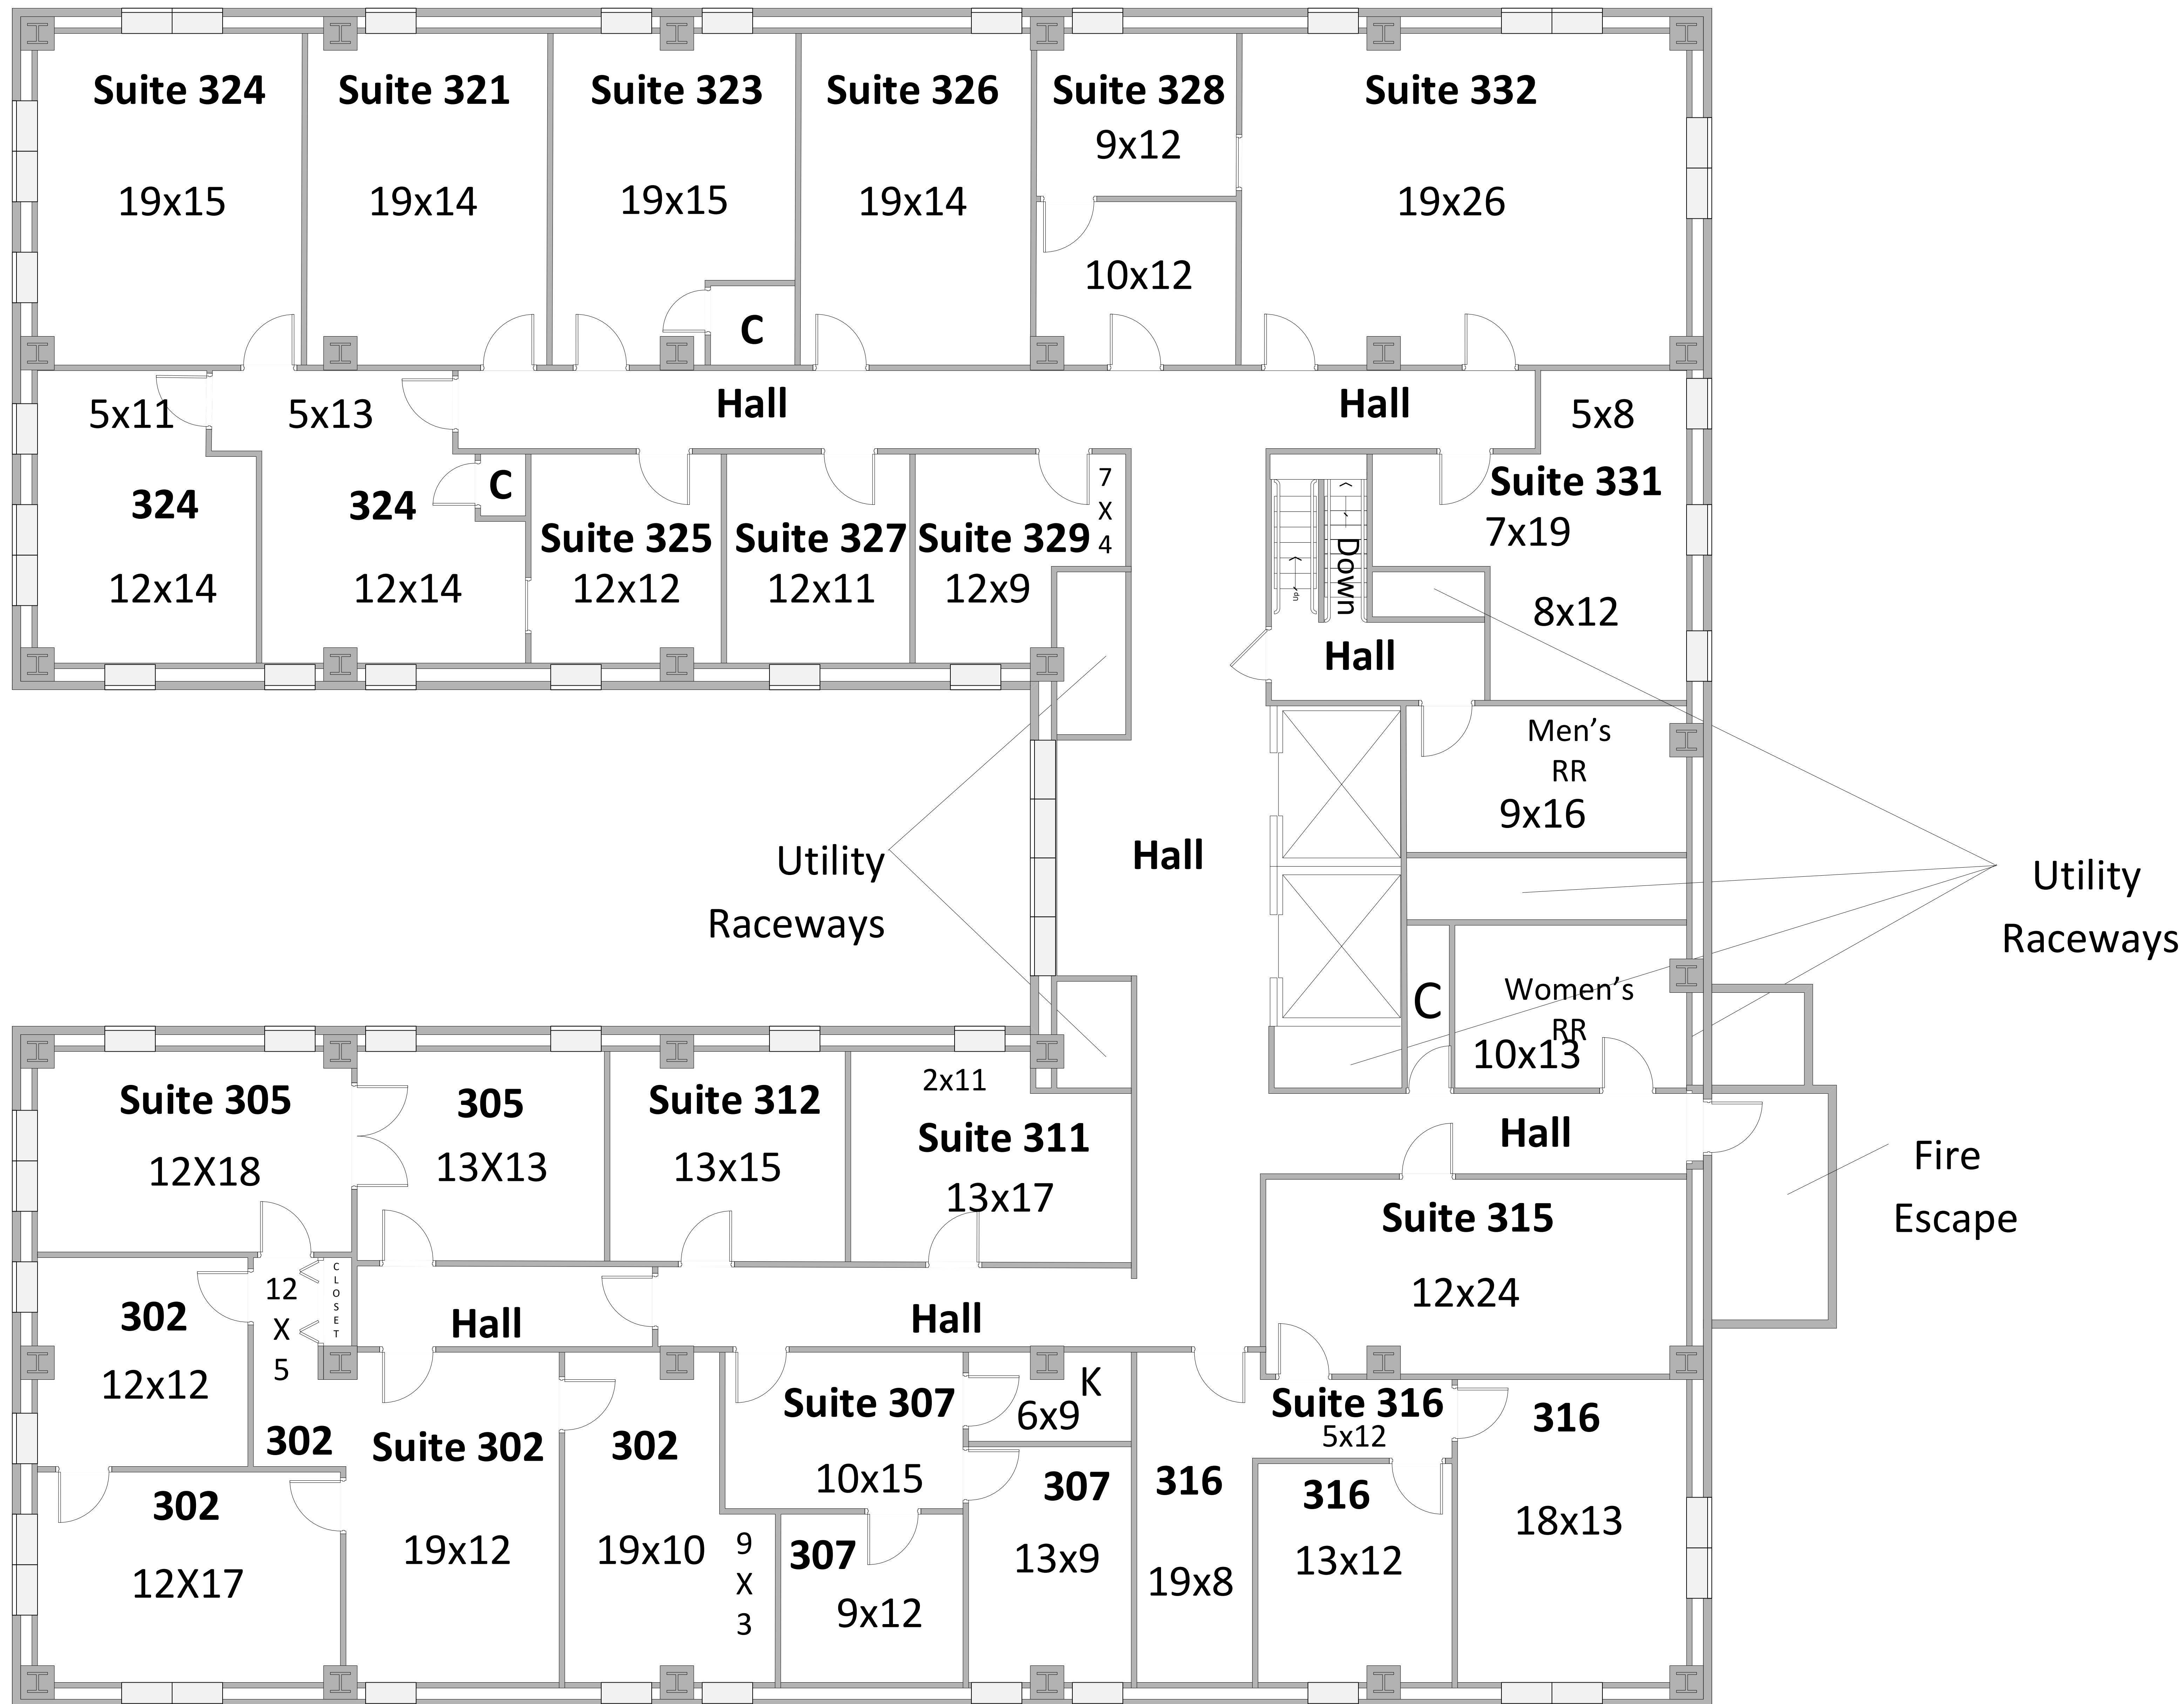 Suite 324
19x15
Suite 321
19x14
Suite 323
19x15
C
Suite 326
19x14
Suite 328
9x12
10x12
Suite 332
19x26
5x11
5x13
Hall
Hall
5x8
324
12x14
324
12x14
C
Suite 325
12x12
Suite 327
12x11
Suite 329
12x9
7
X
4
Up
Down
Suite 331
7x19
8x12
Hall
Men's
RR
9x16
Utility
Raceways
Hall
Utility
Raceways
C
Women's
RR
10x13
Suite 305
12X18
305
13X13
Suite 312
13x15
2x11
Suite 311
13x17
Hall
Fire
Escape
Suite 315
12x24
302
12x12
12
X
5
C
L
O
S
E
T
Hall
Hall
302
302
12X17
Suite 302
19x12
302
19x10
9
X
3
Suite 307
10x15
K
6x9
307
13x9
307
9x12
316
19x8
Suite 316
5x12
316
13x12
316
18x13